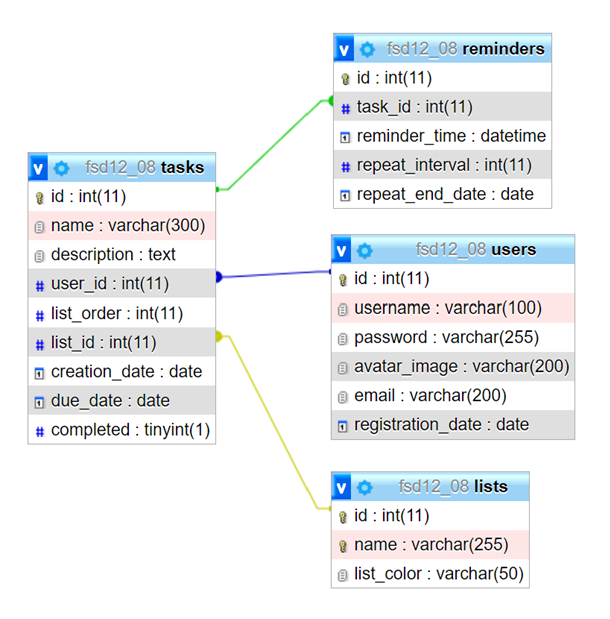 v fsd12_08 reminders
id : int(11)
task_id : int(11)
reminder_time : datetime
repeat_interval : int(11)
repeat_end_date : date
v fsd12_08 tasks
id : int(11)
name : varchar(300)
description : text
user_id : int(11)
list_order : int(11)
list_id : int(11)
creation_date : date
due_date : date
completed : tinyint(1)
v fsd12_08 users
id : int(11)
username : varchar(100)
password : varchar(255)
avatar_image : varchar(200)
email : varchar(200)
registration_date : date
v fsd12_08 lists
id : int(11)
name : varchar(255)
list_color : varchar(50)